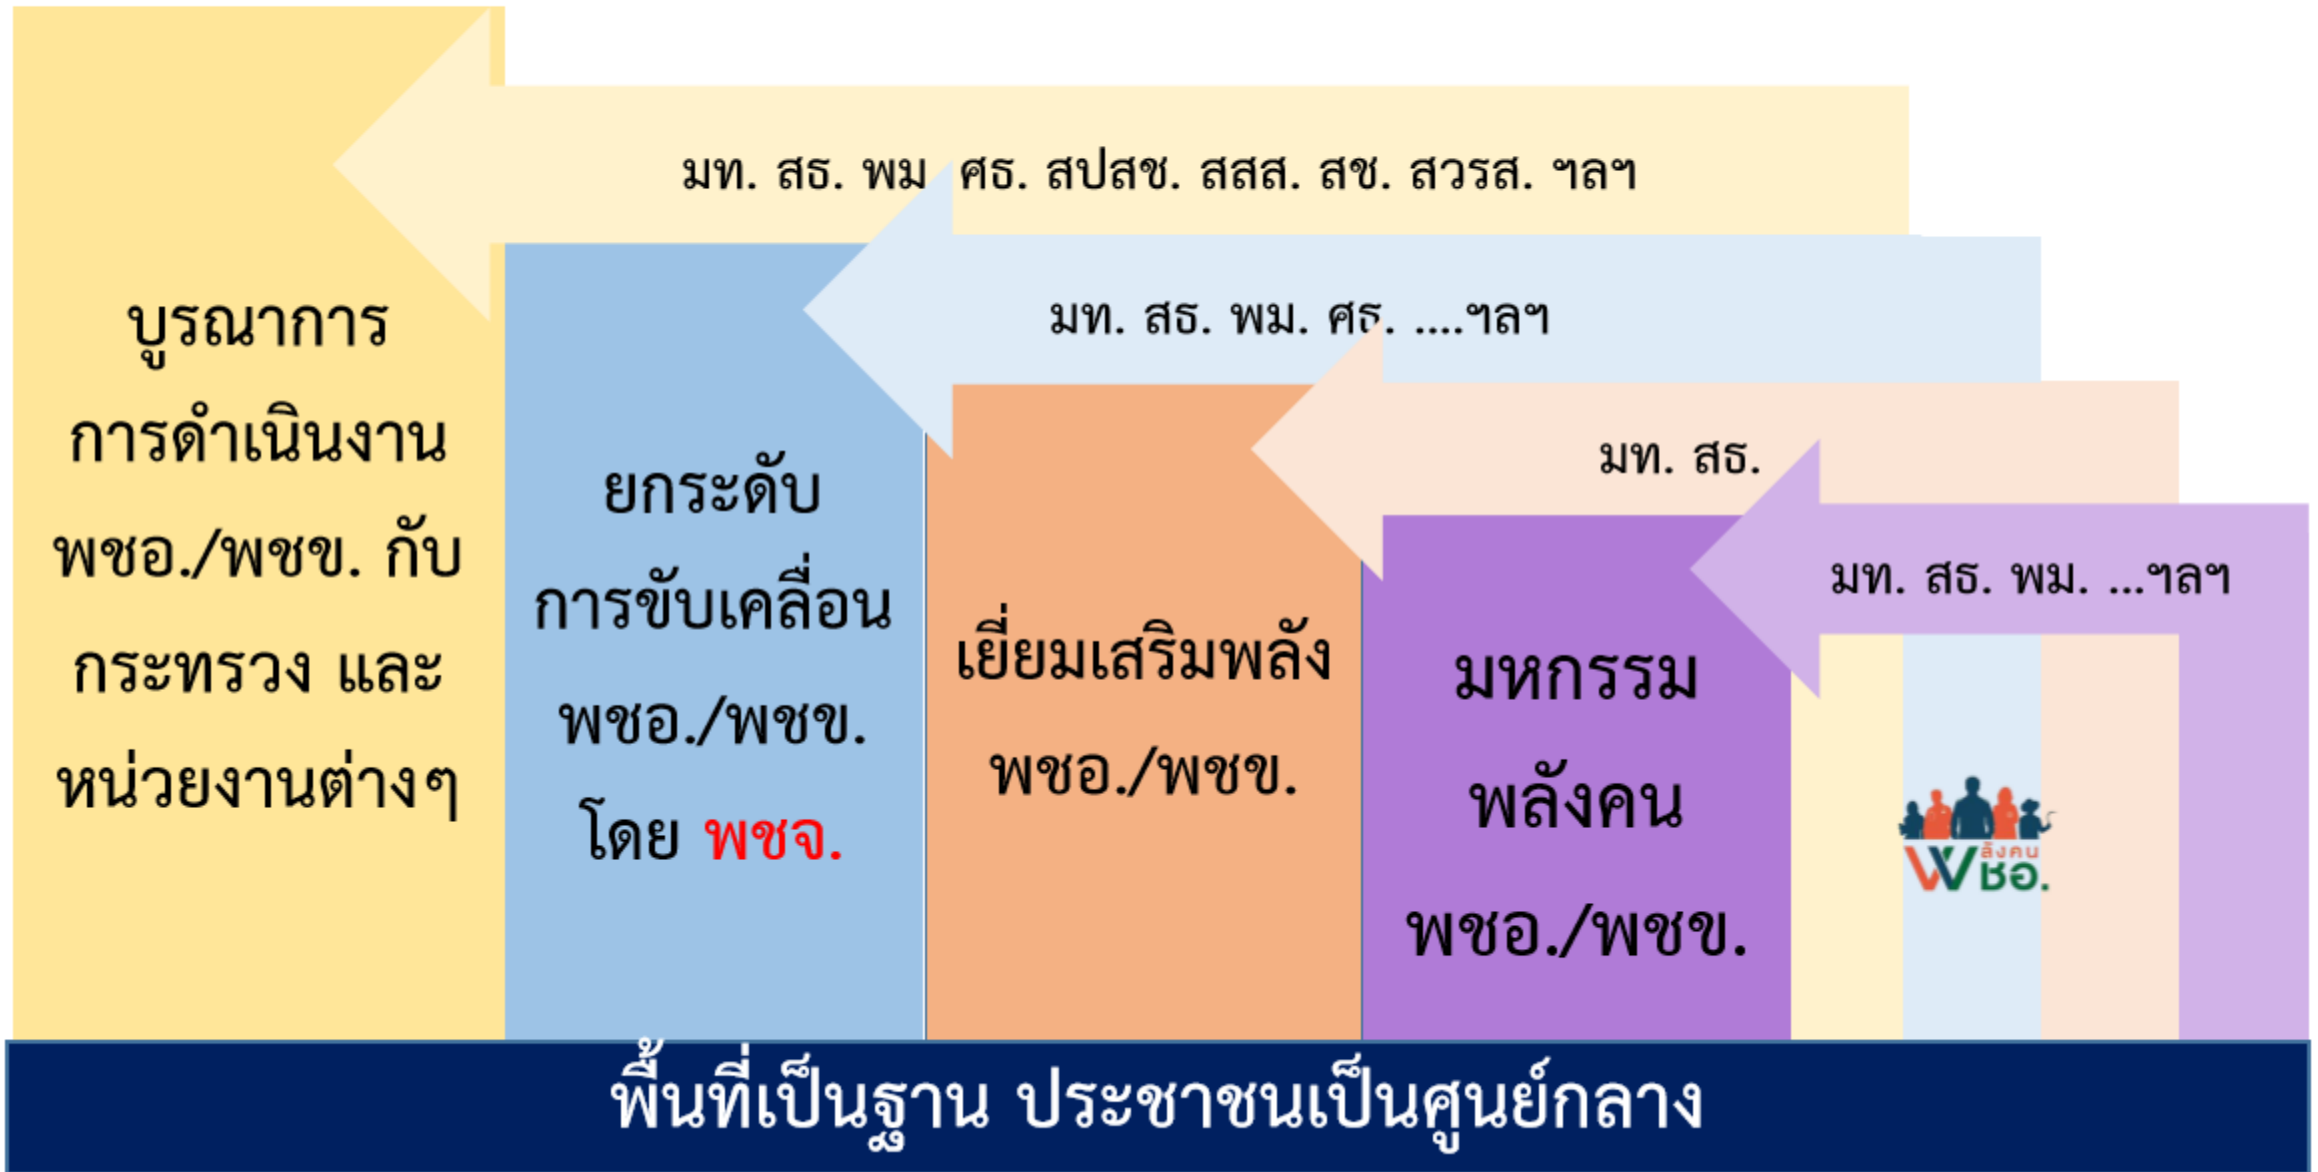 มท. สธ. พม ศธ. สปสช. สสส. สช. สวรส. ฯลฯ
มท. สธ. พม. ศธ. ....ฯลฯ
มท. สธ.
มท. สธ. พม. ...ฯลฯ
บูรณาการ
การดำเนินงาน
พชอ./พชข. กับ
กระทรวง และ
หน่วยงานต่างๆ
ยกระดับ
การขับเคลื่อน
พชอ./พชข.
โดย พชจ.
เยี่ยมเสริมพลัง
พชอ./พชข.
มหกรรม
พลังคน
พชอ./พชข.
พลังคน
พชอ.
พื้นที่เป็นฐาน ประชาชนเป็นศูนย์กลาง